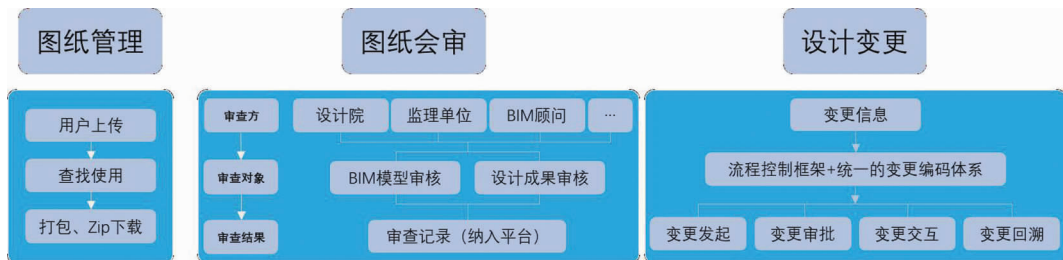 图纸管理
用户上传
查找使用
打包、Zip下载
图纸会审
审查方
设计院
监理单位
BIM顾问
...
审查对象
BIM模型审核
设计成果审核
审查结果
审查记录（纳入平台）
设计变更
变更信息
流程控制框架+统一的变更编码体系
变更发起
变更审批
变更交互
变更回溯